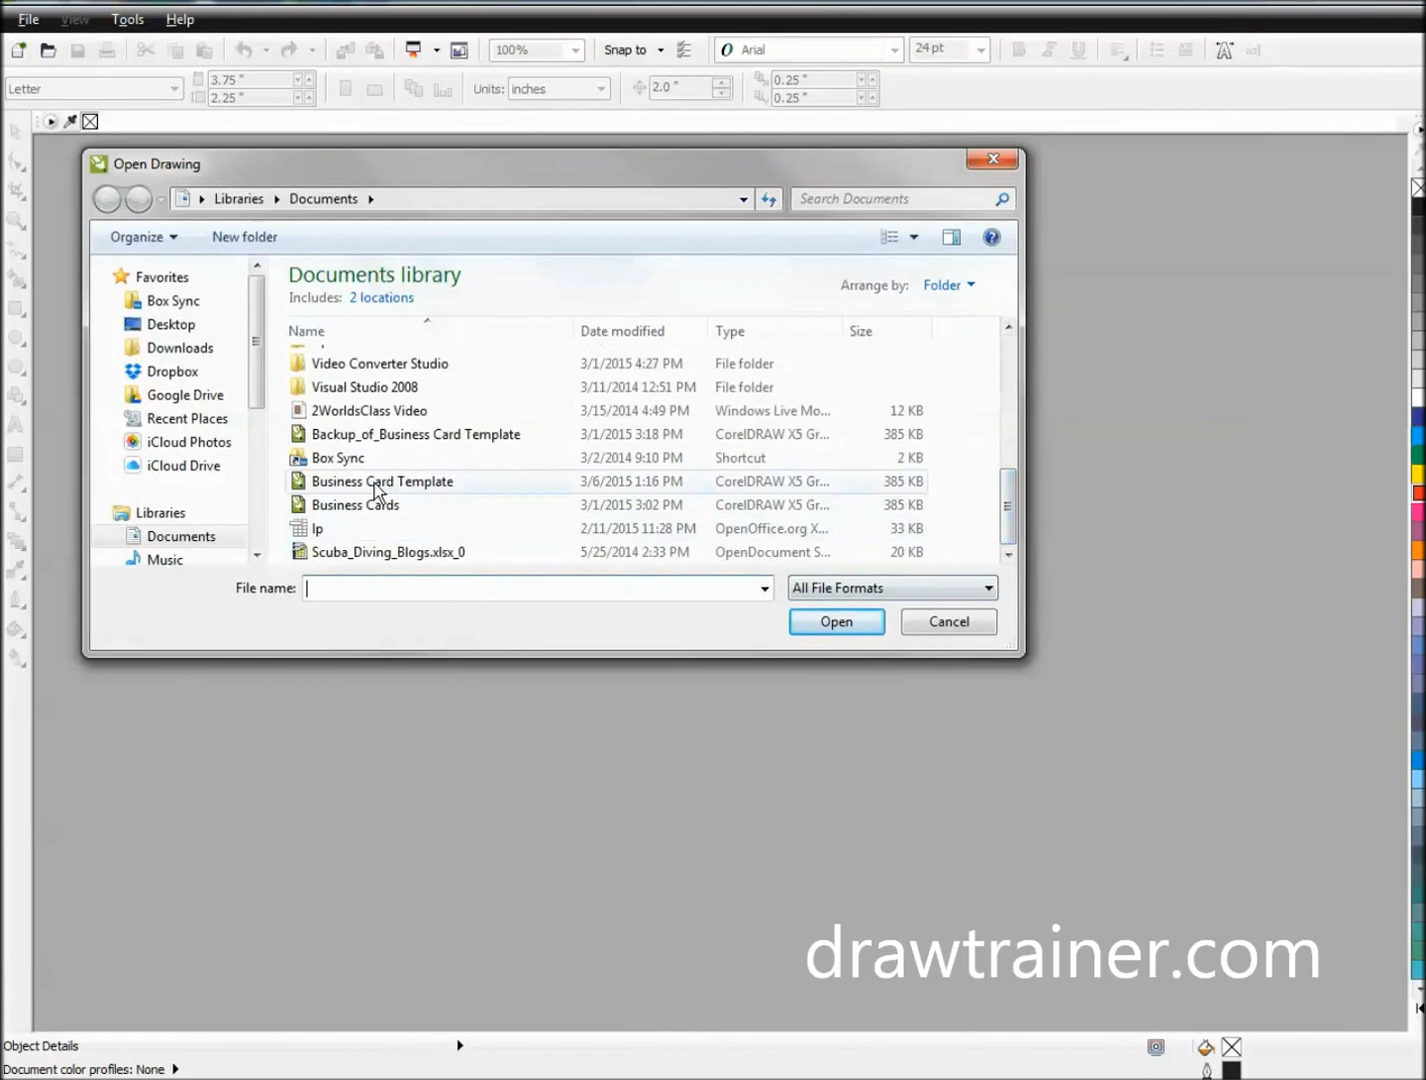 File View Tools Help
100% Snap to Arial 24 pt
Letter 3.75 " 2.25 " Units: inches 2.0 " 0.25 " 0.25 "
Open Drawing
Libraries Documents Search Documents
Organize New folder
Documents library
Includes: 2 locations
Arrange by: Folder
Name Date modified Type Size
Video Converter Studio 3/1/2015 4:27 PM File folder
Visual Studio 2008 3/11/2014 12:51 PM File folder
2WorldsClass Video 3/15/2014 4:49 PM Windows Live Mo... 12 KB
Backup_of_Business Card Template 3/1/2015 3:18 PM CorelDRAW X5 Gr... 385 KB
Box Sync 3/2/2014 9:10 PM Shortcut 2 KB
Business Card Template 3/6/2015 1:16 PM CorelDRAW X5 Gr... 385 KB
Business Cards 3/1/2015 3:02 PM CorelDRAW X5 Gr... 385 KB
lp 2/11/2015 11:28 PM OpenOffice.org X... 33 KB
Scuba_Diving_Blogs.xlsx_0 5/25/2014 2:33 PM OpenDocument S... 20 KB
Favorites
Box Sync
Desktop
Downloads
Dropbox
Google Drive
Recent Places
iCloud Photos
iCloud Drive
Libraries
Documents
Music
File name: All File Formats
Open Cancel
drawtrainer.com
Object Details
Document color profiles: None